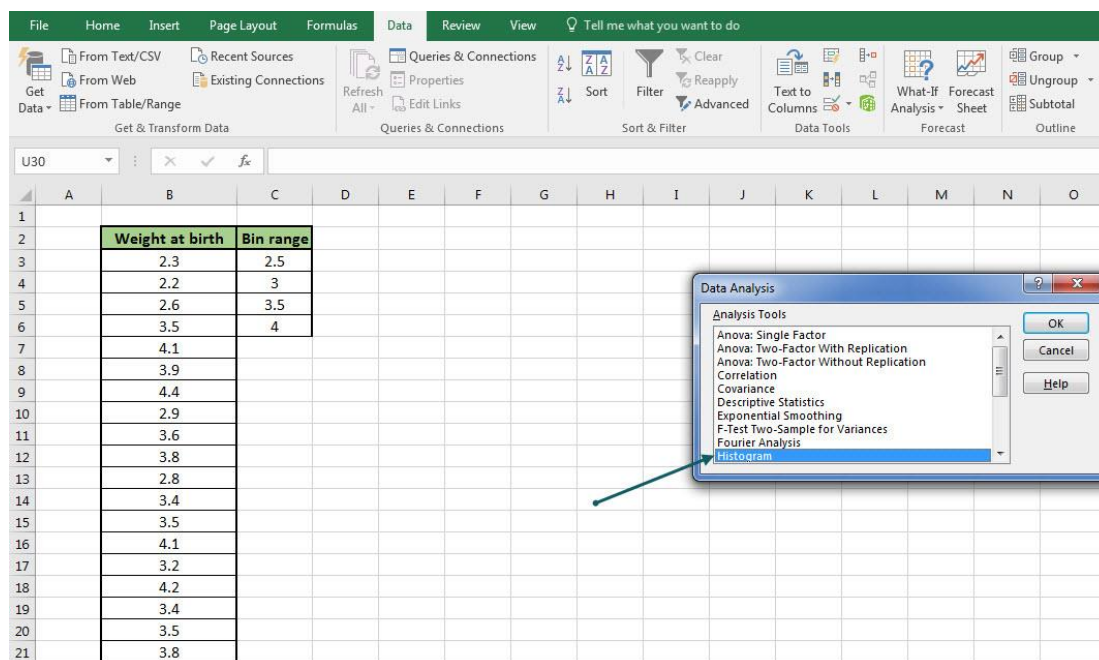 File Home Insert Page Layout Formulas Data Review View Tell me what you want to do
Get Data
From Text/CSV
From Web
From Table/Range
Recent Sources
Existing Connections
Get & Transform Data
Refresh All
Queries & Connections
Properties
Edit Links
Queries & Connections
Sort
Filter
Clear
Reapply
Advanced
Sort & Filter
Text to Columns
Data Tools
What-If Analysis
Forecast Sheet
Forecast
Group
Ungroup
Subtotal
Outline
U30 fx
A B C D E F G H I J K L M N O
1
2 Weight at birth Bin range
3 2.3 2.5
4 2.2 3
5 2.6 3.5
6 3.5 4
7 4.1
8 3.9
9 4.4
10 2.9
11 3.6
12 3.8
13 2.8
14 3.4
15 3.5
16 4.1
17 3.2
18 4.2
19 3.4
20 3.5
21 3.8
Data Analysis
Analysis Tools
Anova: Single Factor
Anova: Two-Factor With Replication
Anova: Two-Factor Without Replication
Correlation
Covariance
Descriptive Statistics
Exponential Smoothing
F-Test Two-Sample for Variances
Fourier Analysis
Histogram
OK
Cancel
Help